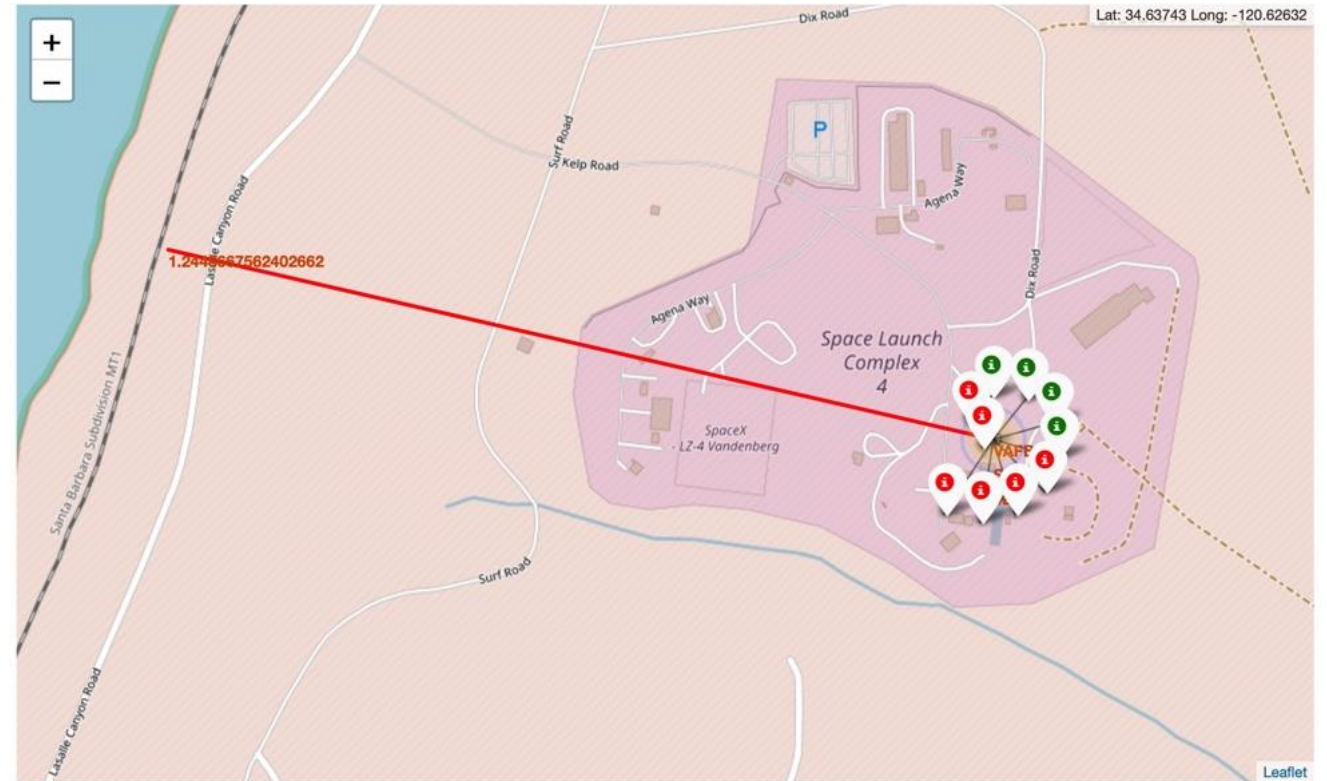 +
−
Dix Road
Lat: 34.63743 Long: -120.62632
P
Surf Road
Kelp Road
Agena Way
Lasalle Canyon Road
Dix Road
Agena Way
Space Launch
Complex
4
SpaceX
- LZ-4 Vandenberg
Santa Barbara Subdivision MT1
Surf Road
Lasalle Canyon Road
Leaflet